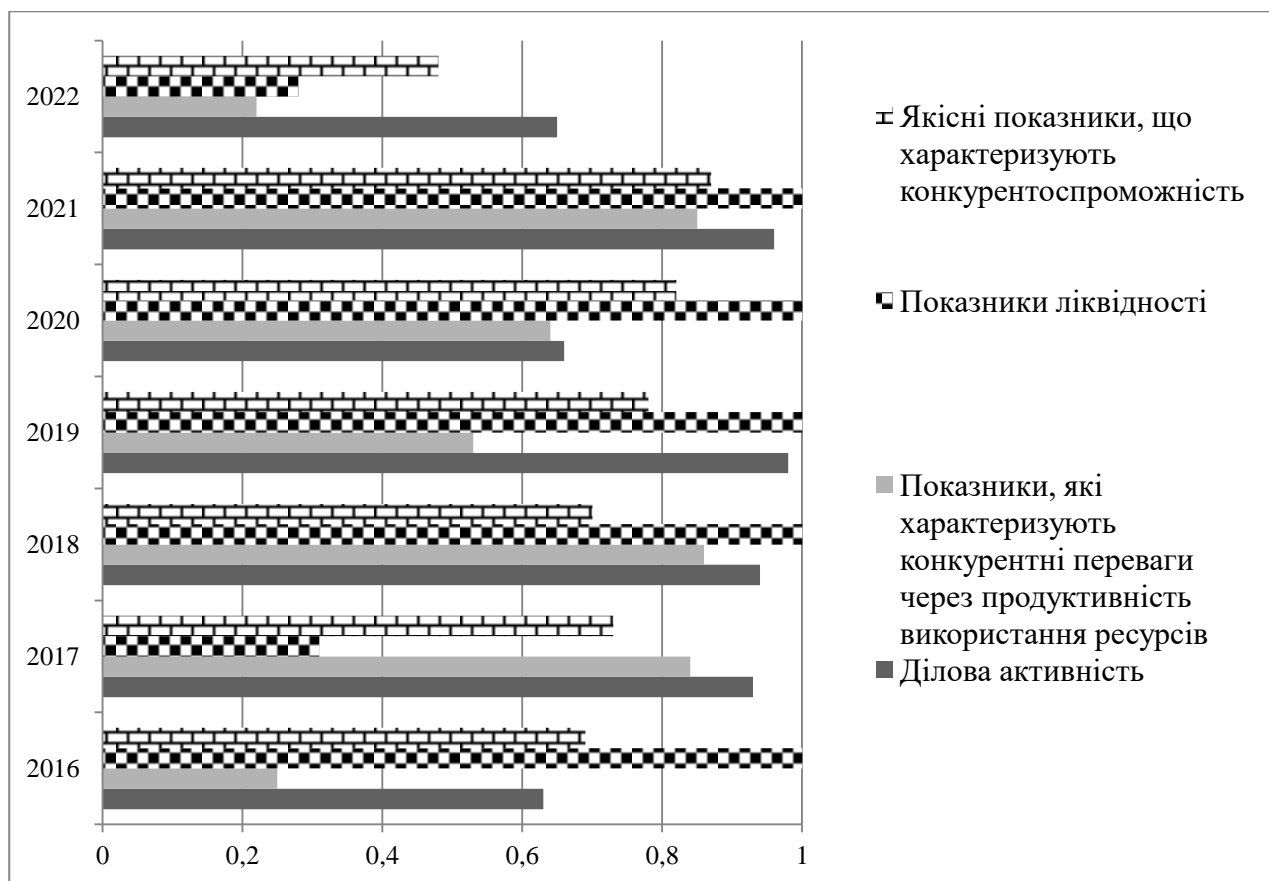 2022
2021
2020
2019
2018
2017
2016
0
0,2
0,4
0,6
0,8
1
Якісні показники, що
характеризують
конкурентоспроможність
Показники ліквідності
Показники, які
характеризують
конкурентні переваги
через продуктивність
використання ресурсів
Ділова активність